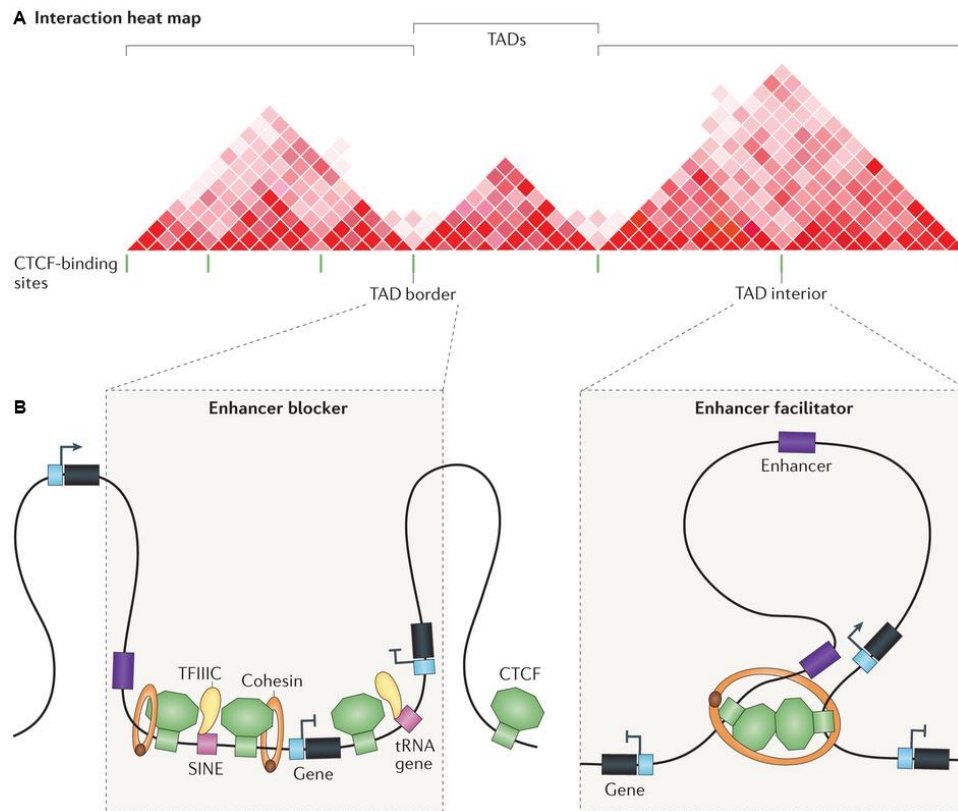 A Interaction heat map
TADs
CTCF-binding
sites
TAD border
TAD interior
B
Enhancer blocker
Enhancer facilitator
Enhancer
TFIIIC
Cohesin
CTCF
SINE
Gene
tRNA
gene
Gene